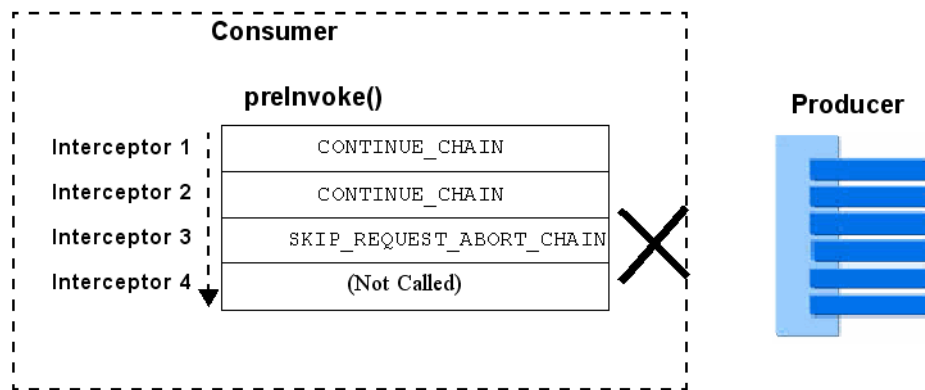 Consumer
preInvoke()
Producer
Interceptor 1 CONTINUE_CHAIN
Interceptor 2 CONTINUE_CHAIN
Interceptor 3 SKIP_REQUEST_ABORT_CHAIN
Interceptor 4 (Not Called)